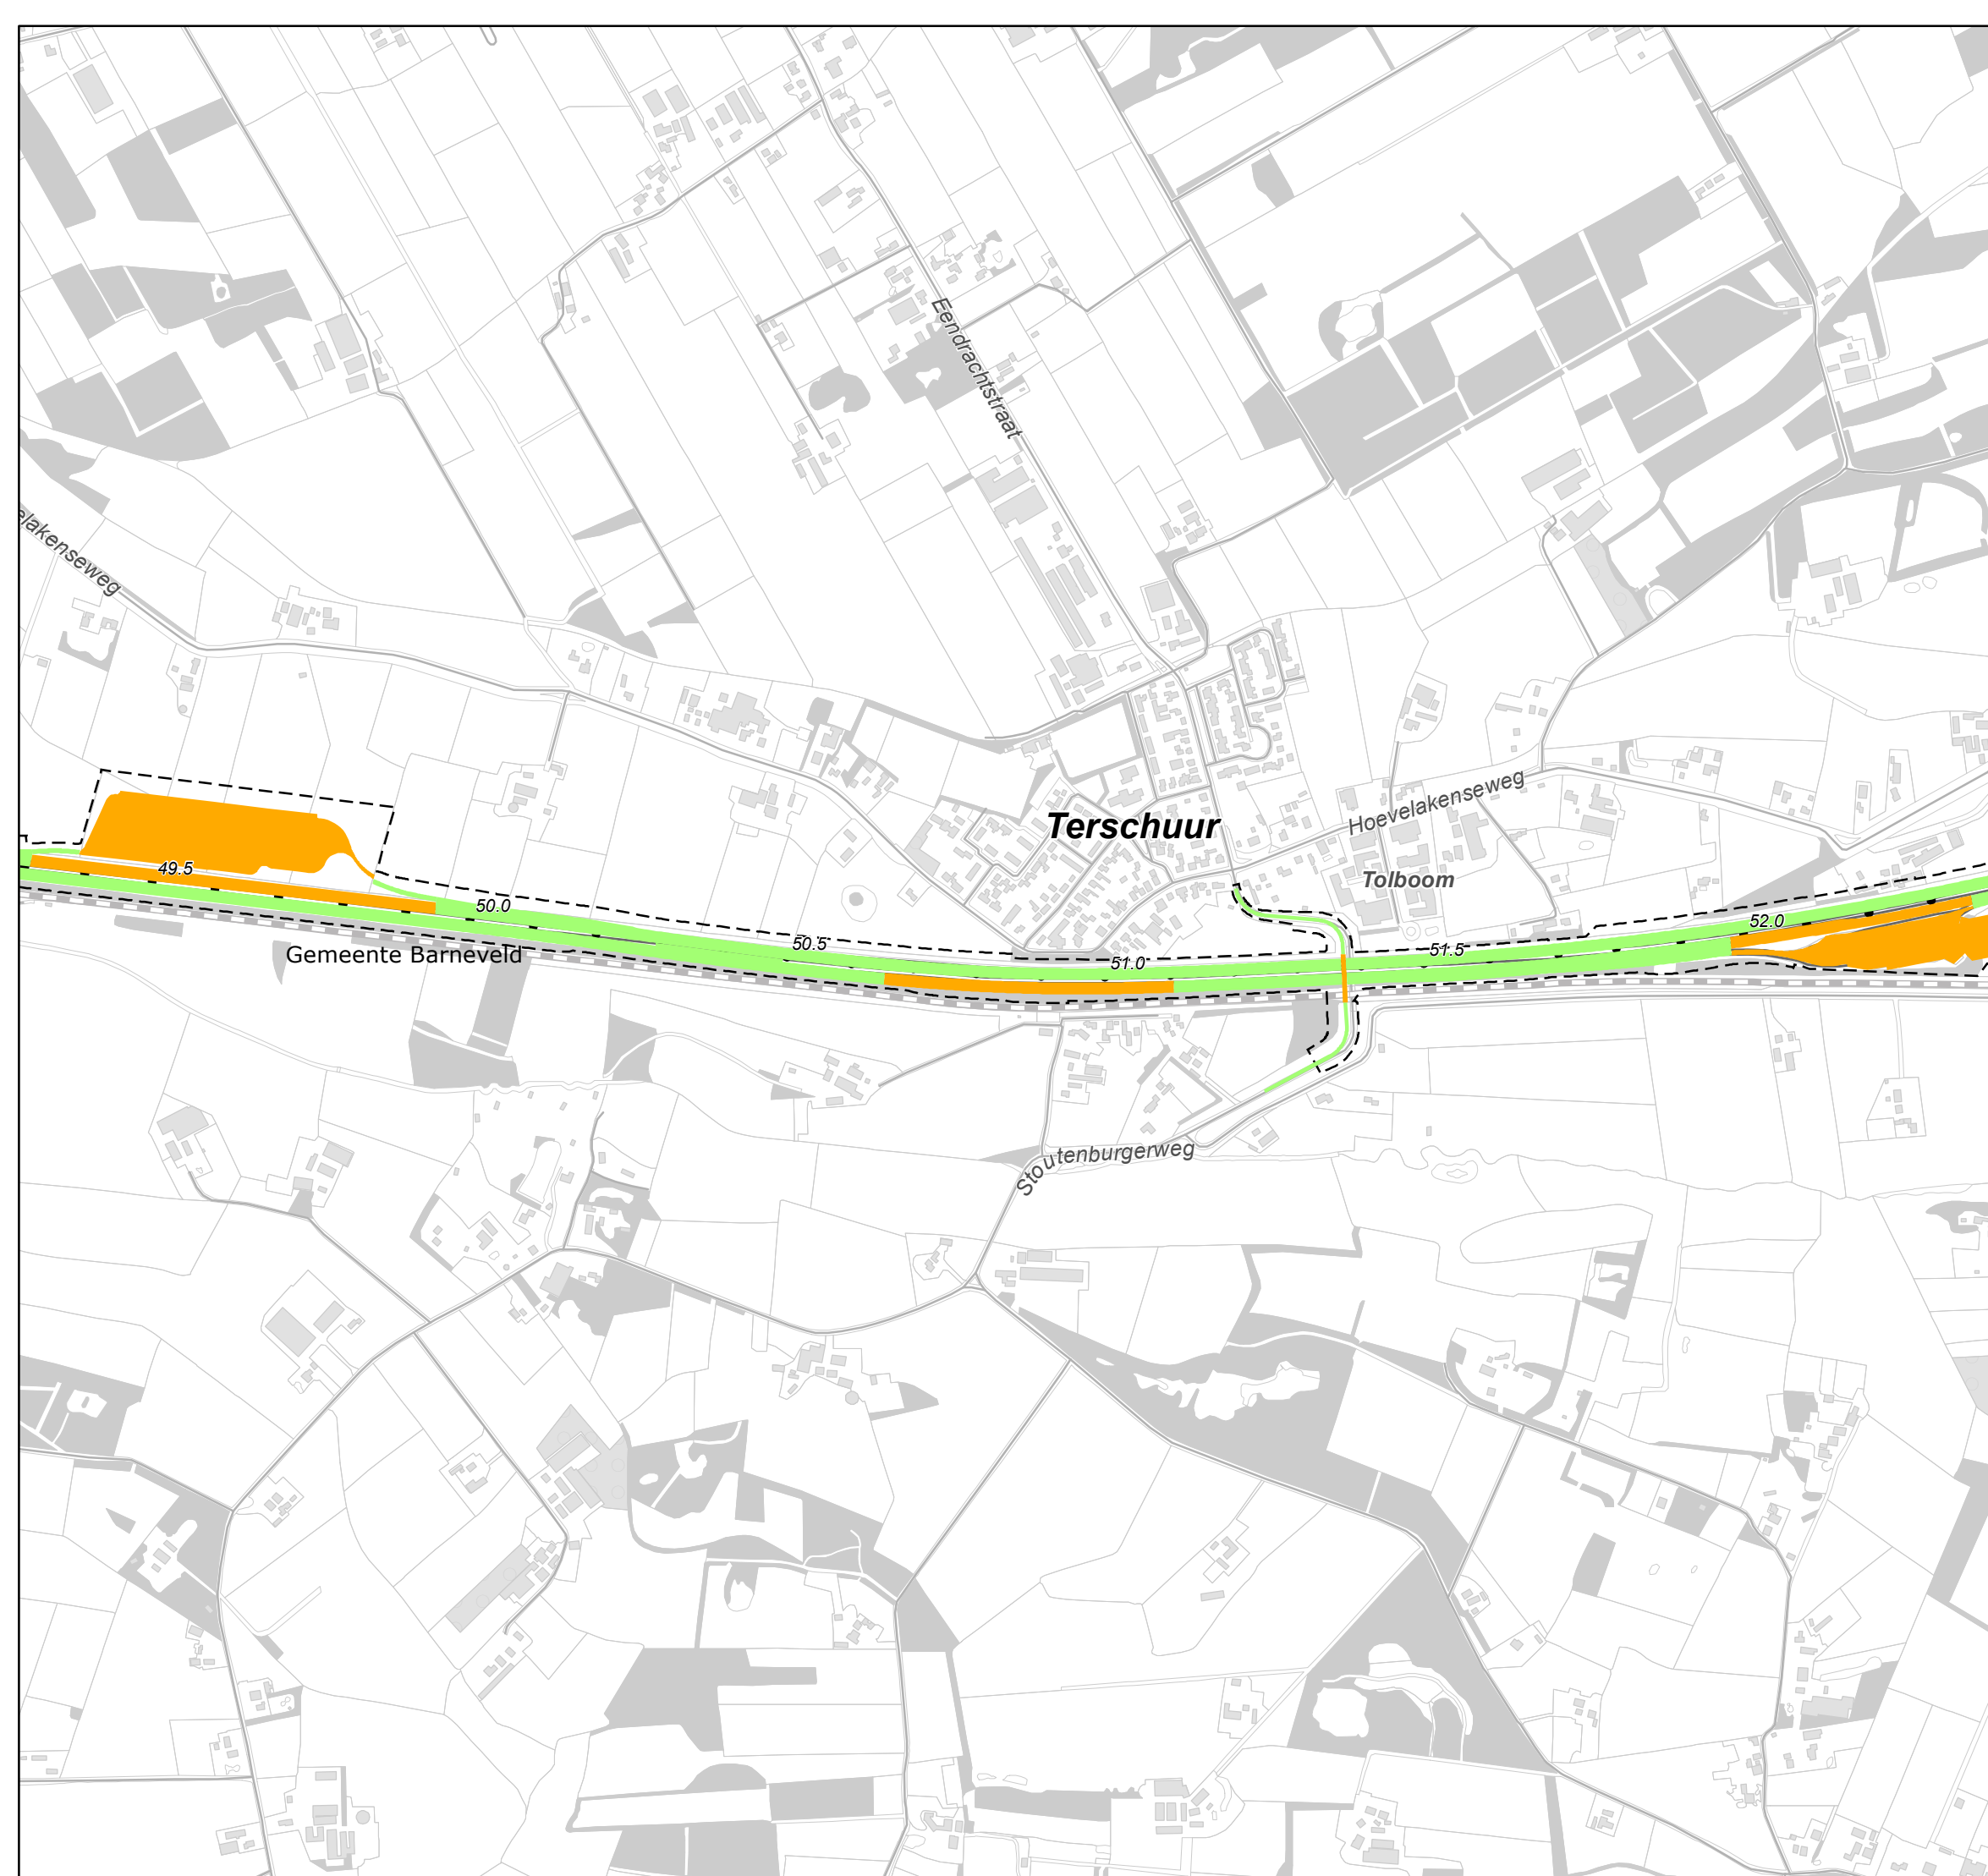 Eendrachtstraat
elakenseweg
Hoevelakenseweg
Terschuur
Tolboom
49.5
50.0
50.5
51.0
51.5
52.0
Gemeente Barneveld
Stoutenburgerweg